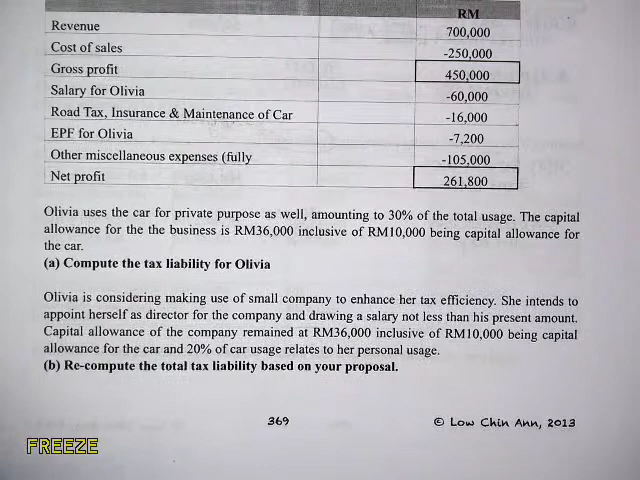 RM
Revenue 700,000
Cost of sales -250,000
Gross profit 450,000
Salary for Olivia -60,000
Road Tax, Insurance & Maintenance of Car -16,000
EPF for Olivia -7,200
Other miscellaneous expenses (fully -105,000
Net profit 261,800
Olivia uses the car for private purpose as well, amounting to 30% of the total usage. The capital
allowance for the the business is RM36,000 inclusive of RM10,000 being capital allowance for
the car.
(a) Compute the tax liability for Olivia
Olivia is considering making use of small company to enhance her tax efficiency. She intends to
appoint herself as director for the company and drawing a salary not less than his present amount.
Capital allowance of the company remained at RM36,000 inclusive of RM10,000 being capital
allowance for the car and 20% of car usage relates to her personal usage.
(b) Re-compute the total tax liability based on your proposal.
369 © Low Chin Ann, 2013
FREEZE